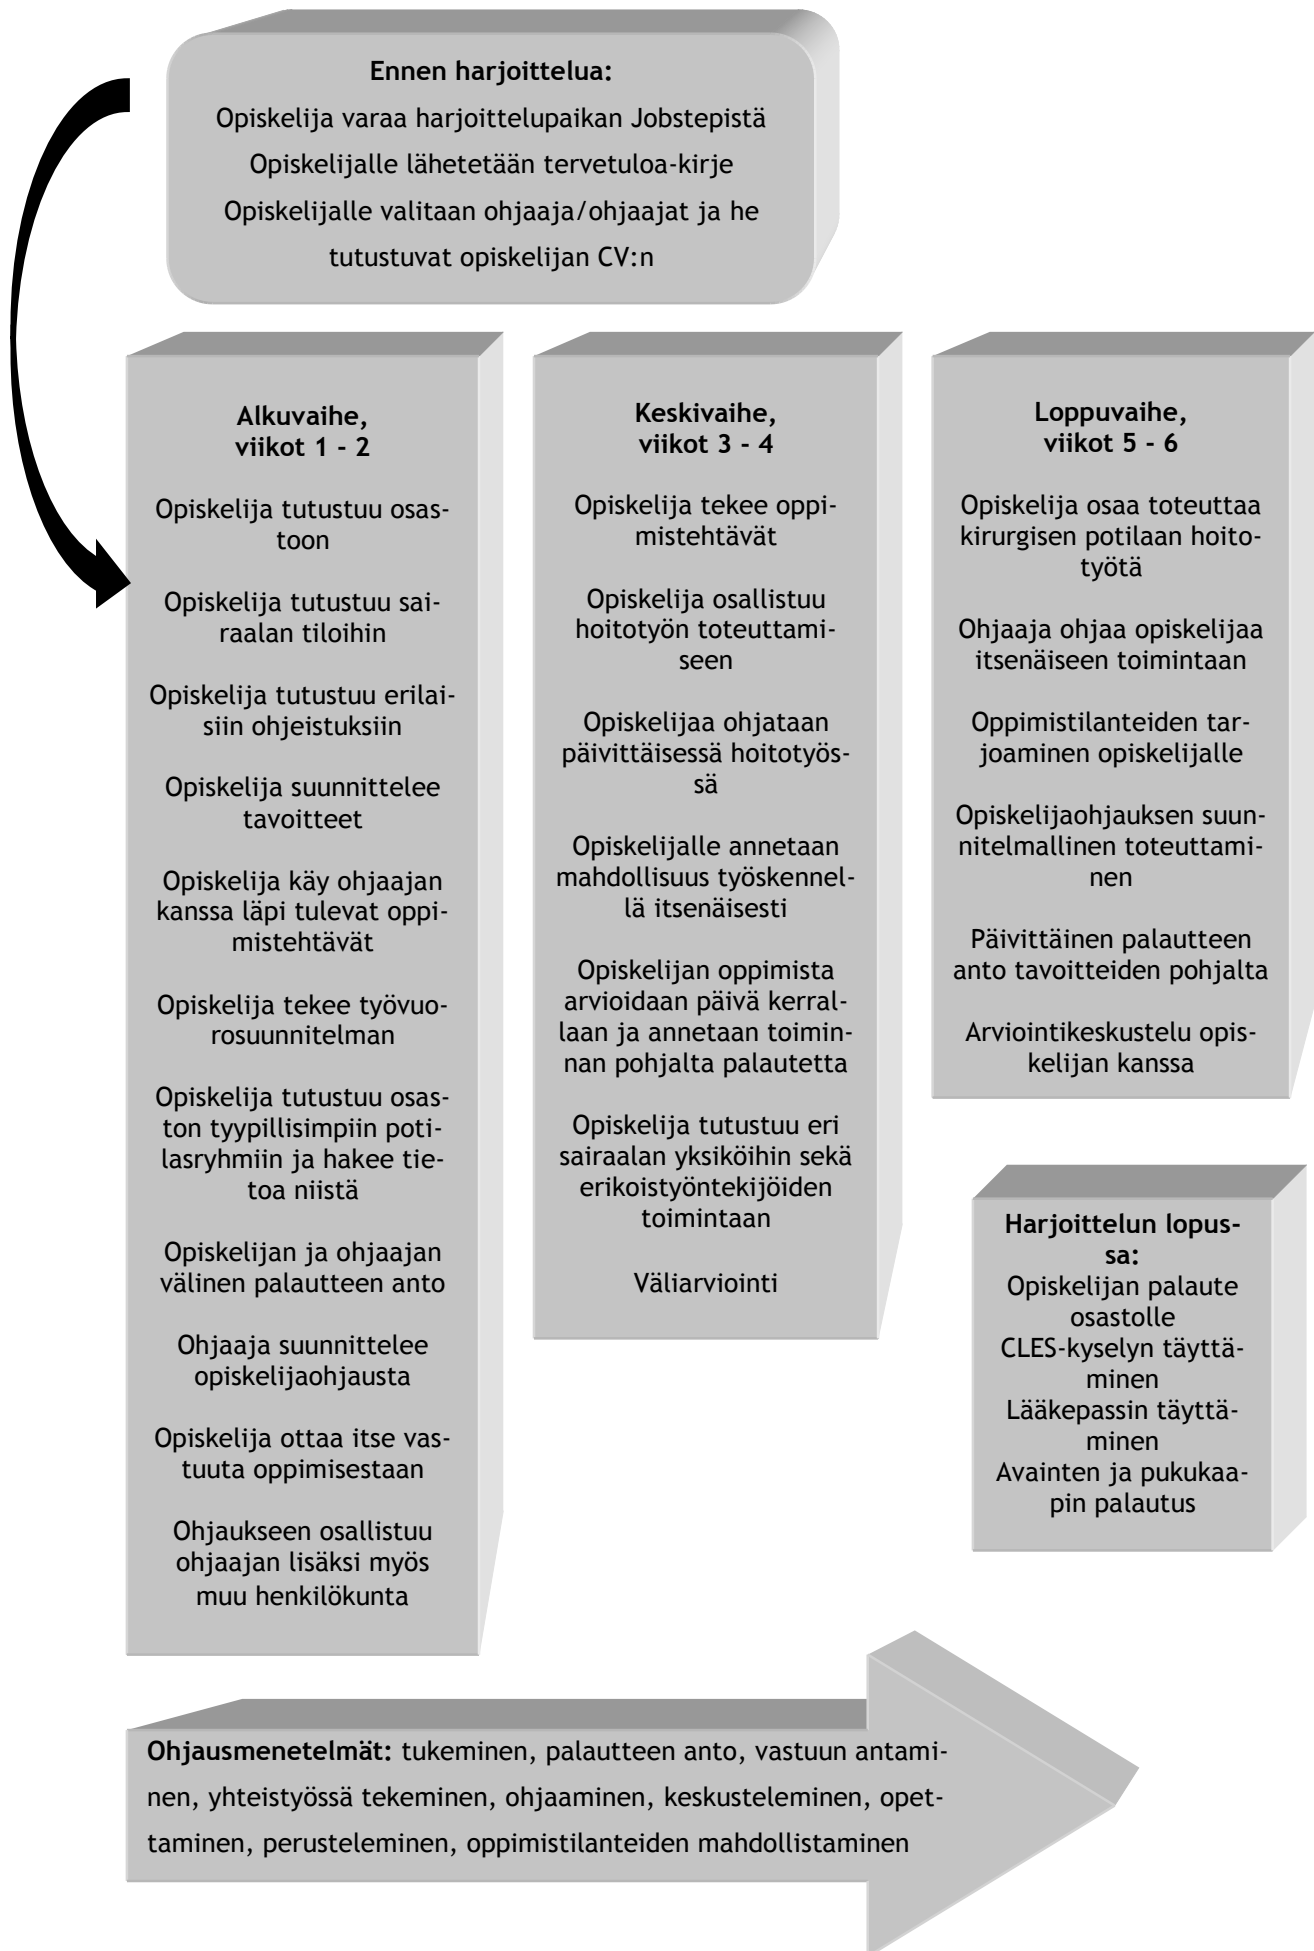 Ennen harjoittelua:
Opiskelija varaa harjoittelupaikan Jobstepistä
Opiskelijalle lähetetään tervetuloa-kirje
Opiskelijalle valitaan ohjaaja/ohjaajat ja he
tutustuvat opiskelijan CV:n
Alkuvaihe,
viikot 1 - 2
Opiskelija tutustuu osas-
toon
Opiskelija tutustuu sai-
raalan tiloihin
Opiskelija tutustuu erilai-
siin ohjeistuksiin
Opiskelija suunnittelee
tavoitteet
Opiskelija käy ohjaajan
kanssa läpi tulevat oppi-
mistehtävät
Opiskelija tekee työvuo-
rosuunnitelman
Opiskelija tutustuu osas-
ton tyypillisimpiin poti-
lasryhmiin ja hakee tie-
toa niistä
Opiskelijan ja ohjaajan
välinen palautteen anto
Ohjaaja suunnittelee
opiskelijaohjausta
Opiskelija ottaa itse vas-
tuuta oppimisestaan
Ohjaukseen osallistuu
ohjaajan lisäksi myös
muu henkilökunta
Keskivaihe,
viikot 3 - 4
Opiskelija tekee oppi-
mistehtävät
Opiskelija osallistuu
hoitotyön toteuttami-
seen
Opiskelijaa ohjataan
päivittäisessä hoitotyös-
sä
Opiskelijalle annetaan
mahdollisuus työskennel-
lä itsenäisesti
Opiskelijan oppimista
arvioidaan päivä kerral-
laan ja annetaan toimin-
nan pohjalta palautetta
Opiskelija tutustuu eri
sairaalan yksiköihin sekä
erikoistyöntekijöiden
toimintaan
Väliarviointi
Loppuvaihe,
viikot 5 - 6
Opiskelija osaa toteuttaa
kirurgisen potilaan hoito-
työtä
Ohjaaja ohjaa opiskelijaa
itsenäiseen toimintaan
Oppimistilanteiden tar-
joaminen opiskelijalle
Opiskelijaohjauksen suun-
nitelmallinen toteuttami-
nen
Päivittäinen palautteen
anto tavoitteiden pohjalta
Arviointikeskustelu opis-
kelijan kanssa
Harjoittelun lopus-
sa:
Opiskelijan palaute
osastolle
CLES-kyselyn täyttä-
minen
Lääkepassin täyttä-
minen
Avainten ja pukukaa-
pin palautus
Ohjausmenetelmät: tukeminen, palautteen anto, vastuun antami-
nen, yhteistyössä tekeminen, ohjaaminen, keskusteleminen, opet-
taminen, perusteleminen, oppimistilanteiden mahdollistaminen